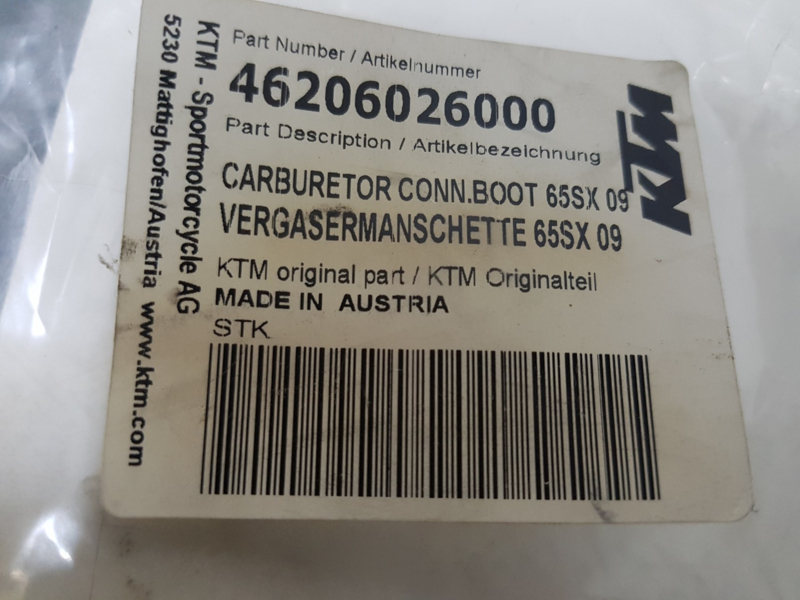 KTM - Sportmotorcycle AG
5230 Mattighofen/Austria www.ktm.com
Part Number / Artikelnummer
46206026000
Part Description / Artikelbezeichnung
CARBURETOR CONN.BOOT 65SX 09
VERGASERMANSCHETTE 65SX 09
KTM original part / KTM Originalteil
MADE IN AUSTRIA
STK
KTM